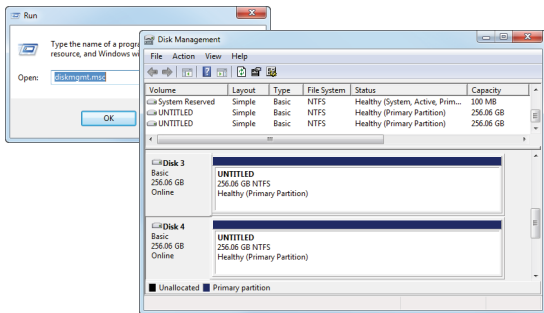 Run
Type the name of a progra
resource, and Windows wi
Open:
diskmgmt.msc
OK
Disk Management
File Action View Help
Volume Layout Type File System Status Capacity
System Reserved Simple Basic NTFS Healthy (System, Active, Prim... 100 MB
UNTITLED Simple Basic NTFS Healthy (Primary Partition) 256.06 GB
UNTITLED Simple Basic NTFS Healthy (Primary Partition) 256.06 GB
Disk 3
Basic
256.06 GB
Online
UNTITLED
256.06 GB NTFS
Healthy (Primary Partition)
Disk 4
Basic
256.06 GB
Online
UNTITLED
256.06 GB NTFS
Healthy (Primary Partition)
Unallocated Primary partition